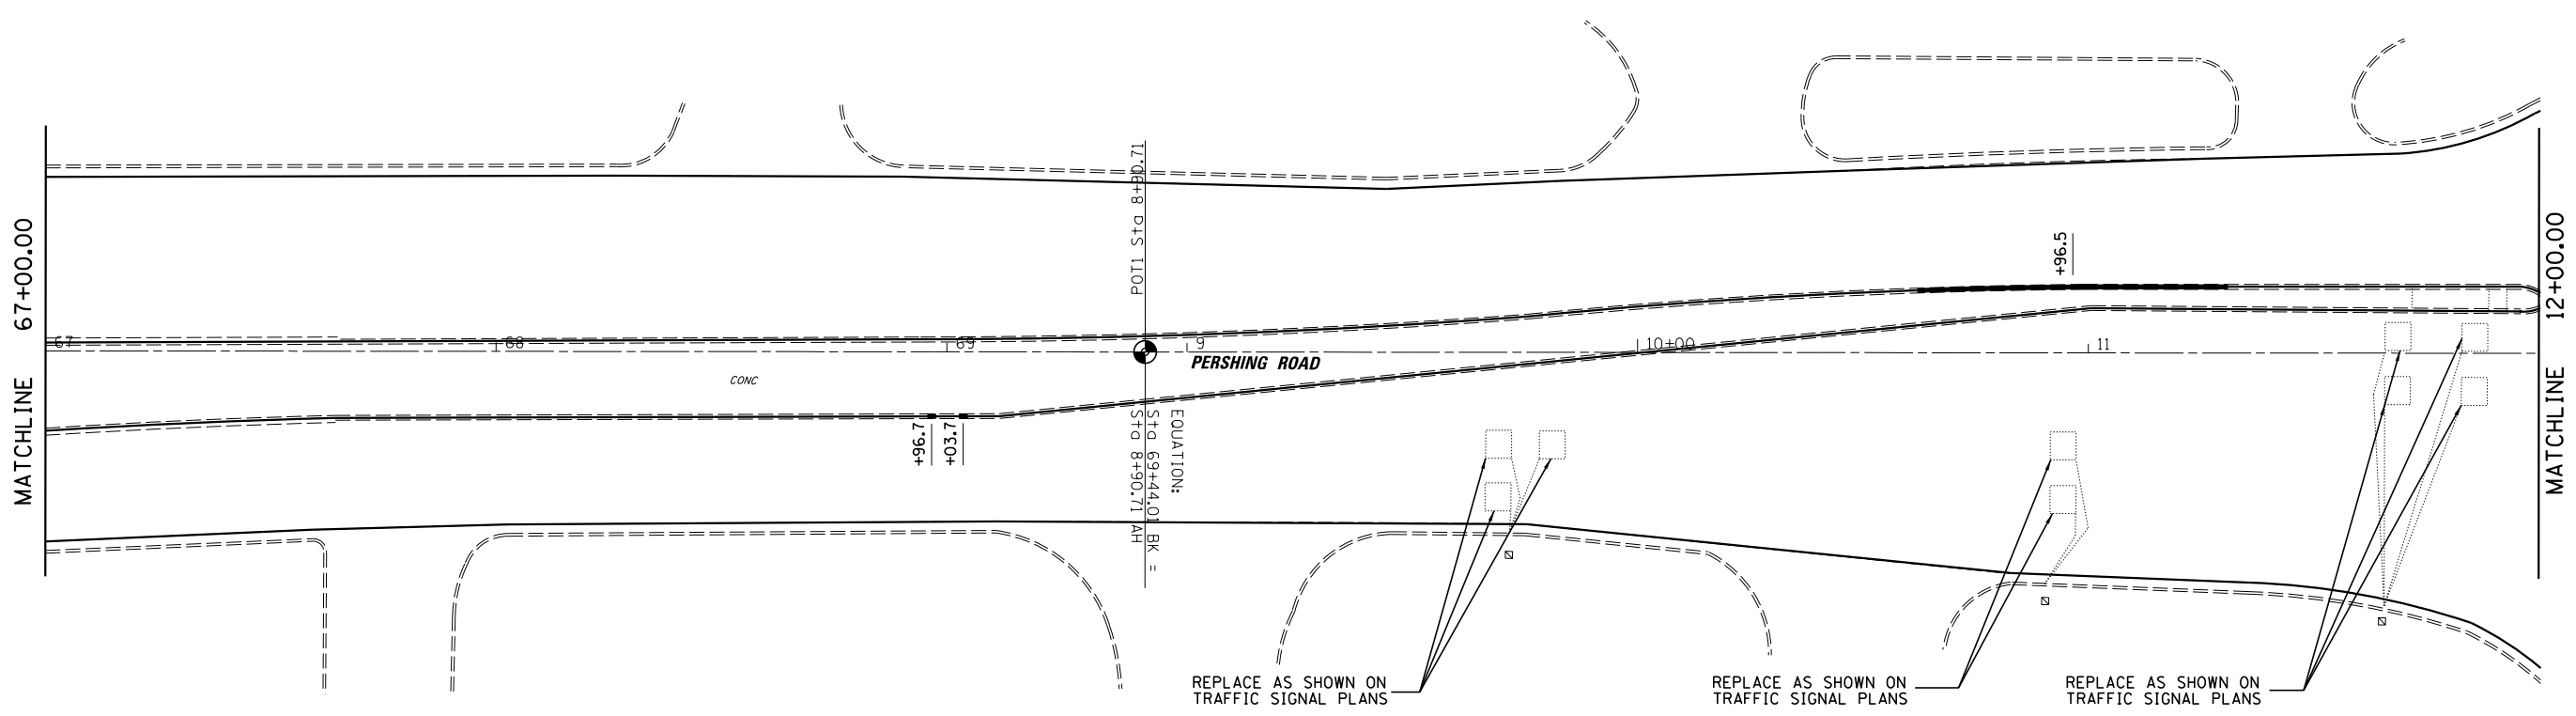 MATCHLINE 67+00.00
67
68
69
CONC
+96.7
+03.7
POT1 Sta 8+90.71
EQUATION:
Sta 69+44.01 BK =
Sta 8+90.71 AH
9
PERSHING ROAD
10+00
11
+96.5
MATCHLINE 12+00.00
REPLACE AS SHOWN ON
TRAFFIC SIGNAL PLANS
REPLACE AS SHOWN ON
TRAFFIC SIGNAL PLANS
REPLACE AS SHOWN ON
TRAFFIC SIGNAL PLANS